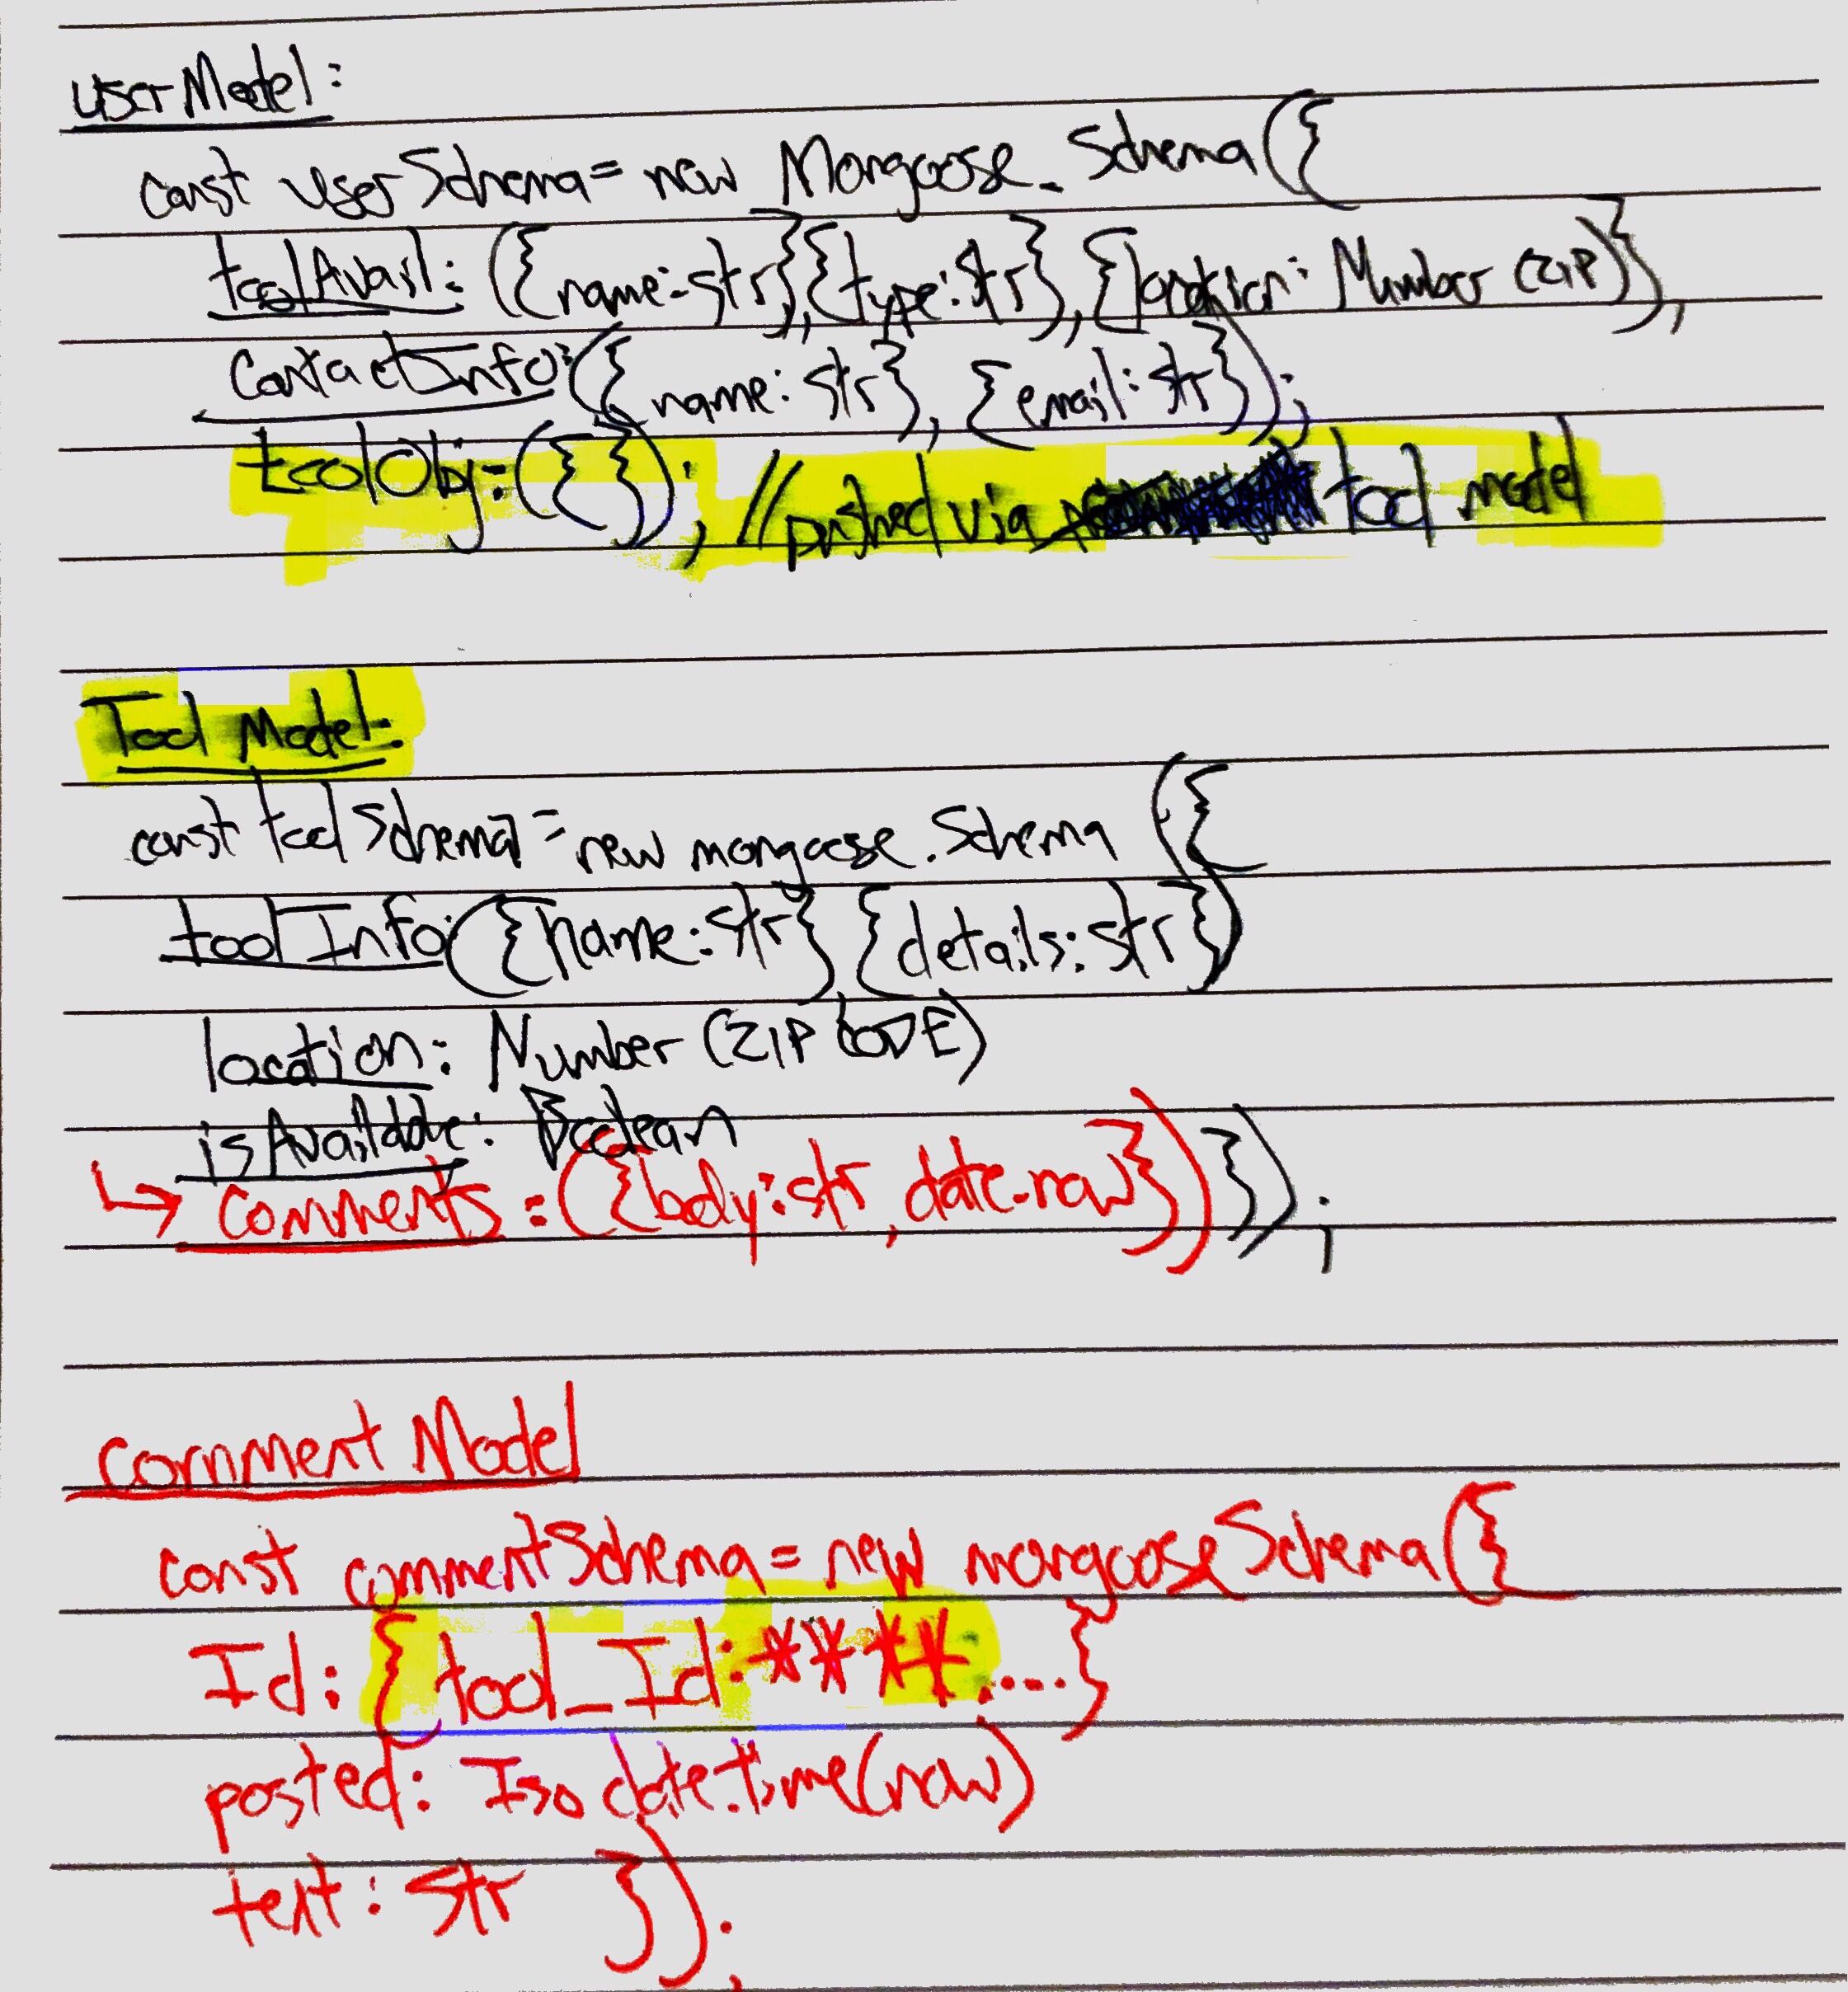 userModel:
const userSchema = new Mongoose. Schema({
toolAvail: ({name:str},{type:str},{location: Number (ZIP)}),
ContactInfo: ({name: str}, {email: str});
toolObj: ({}); //pushed via tool model
Tool Model:
const toolSchema = new mongoose.Schema ({
toolInfo: ({name: str},{details: str})
location: Number (ZIP CODE)
isAvailable: Boolean
↳ Comments: ({body: str, date.now})});
Comment Model
const commentSchema = new mongooseSchema({
Id: {tool_Id: ****....}
posted: Iso date.time(now)
text: str });